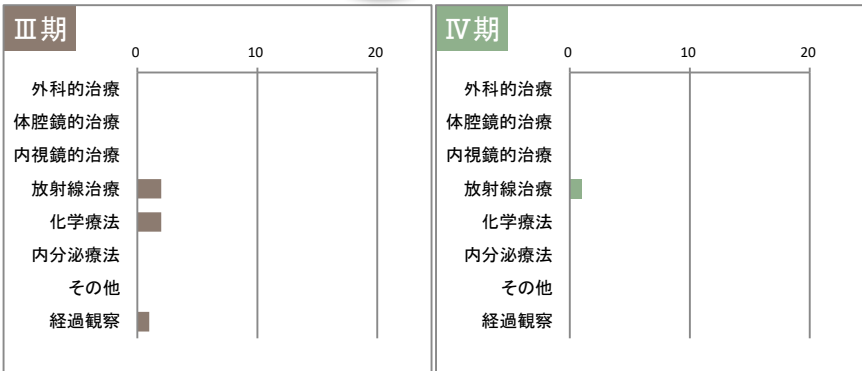 Ⅲ期
0 10 20
外科的治療
体腔鏡的治療
内視鏡的治療
放射線治療
化学療法
内分泌療法
その他
経過観察
Ⅳ期
0 10 20
外科的治療
体腔鏡的治療
内視鏡的治療
放射線治療
化学療法
内分泌療法
その他
経過観察